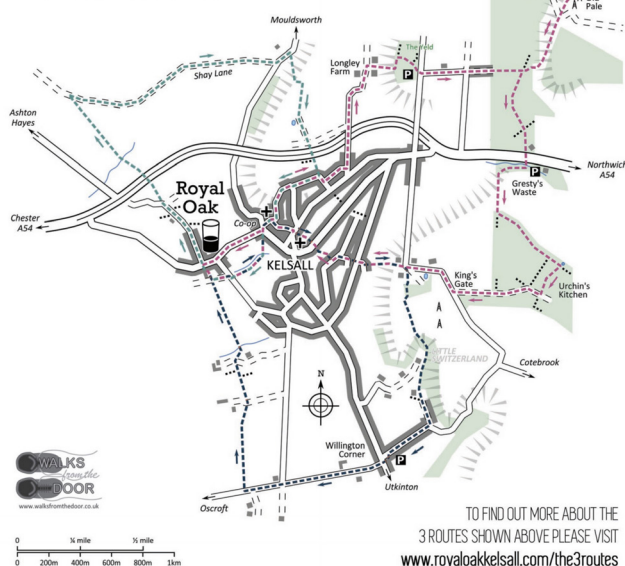 Mouldsworth
Pale
The Yeld
Longley
Farm
P
Shay Lane
Ashton
Hayes
Royal
Oak
Northwich
A54
P
Gresty's
Waste
Chester
A54
Co-op
KELSALL
King's
Gate
Urchin's
Kitchen
SWITZERLAND
Cotebrook
N
Willington
Corner
P
Utkinton
Oscroft
WALKS
from the
DOOR
www.walksfromthedoor.co.uk
0 ¼ mile ½ mile
0 200m 400m 600m 800m 1km
TO FIND OUT MORE ABOUT THE
3 ROUTES SHOWN ABOVE PLEASE VISIT
www.royaloakkelsall.com/the3routes